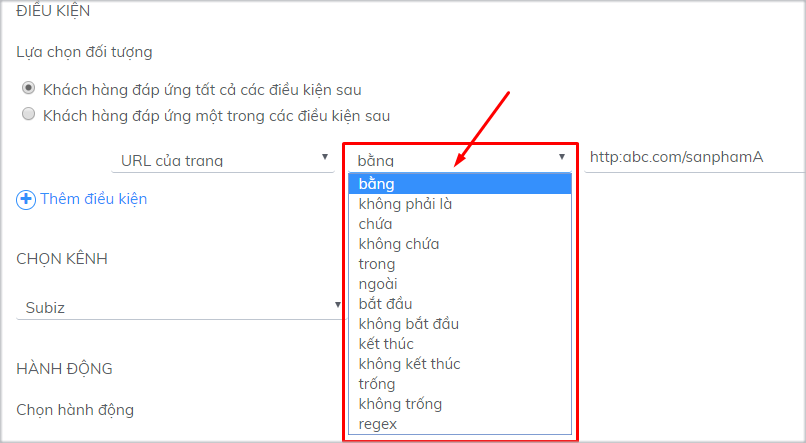 ĐIỀU KIỆN
Lựa chọn đối tượng
Khách hàng đáp ứng tất cả các điều kiện sau
Khách hàng đáp ứng một trong các điều kiện sau
URL của trang bằng http:abc.com/sanphamA
bằng
không phải là
chứa
không chứa
trong
ngoài
bắt đầu
không bắt đầu
kết thúc
không kết thúc
trống
không trống
regex
Thêm điều kiện
CHỌN KÊNH
Subiz
HÀNH ĐỘNG
Chọn hành động